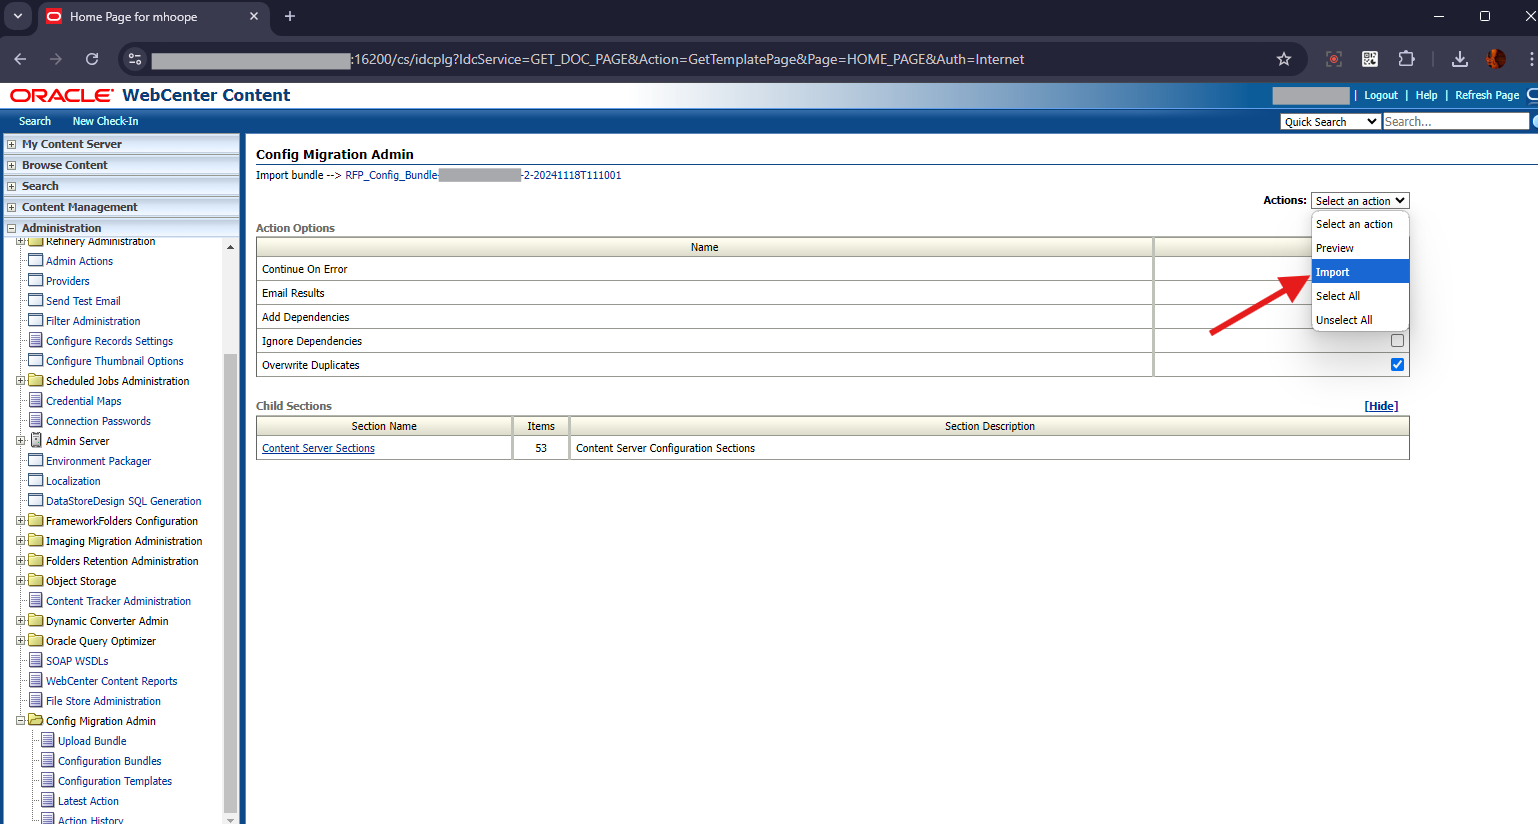 Home Page for mhoope
:16200/cs/idcplg?IdcService=GET_DOC_PAGE&Action=GetTemplatePage&Page=HOME_PAGE&Auth=Internet
ORACLE WebCenter Content
| Logout | Help | Refresh Page
Search New Check-In
Quick Search Search...
My Content Server
Browse Content
Search
Content Management
Administration
Refinery Administration
Admin Actions
Providers
Send Test Email
Filter Administration
Configure Records Settings
Configure Thumbnail Options
Scheduled Jobs Administration
Credential Maps
Connection Passwords
Admin Server
Environment Packager
Localization
DataStoreDesign SQL Generation
FrameworkFolders Configuration
Imaging Migration Administration
Folders Retention Administration
Object Storage
Content Tracker Administration
Dynamic Converter Admin
Oracle Query Optimizer
SOAP WSDLs
WebCenter Content Reports
File Store Administration
Config Migration Admin
Upload Bundle
Configuration Bundles
Configuration Templates
Latest Action
Action History
Config Migration Admin
Import bundle --> RFP_Config_Bundle- -2-20241118T111001
Actions: Select an action
Select an action
Preview
Import
Select All
Unselect All
Action Options
Name
Continue On Error
Email Results
Add Dependencies
Ignore Dependencies
Overwrite Duplicates
Child Sections [Hide]
Section Name Items Section Description
Content Server Sections 53 Content Server Configuration Sections